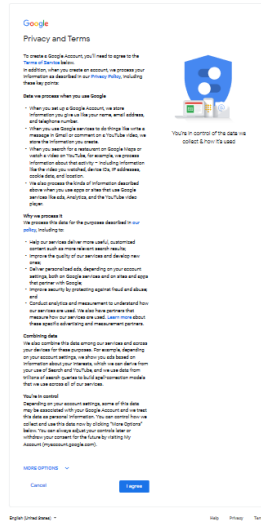 Google
Privacy and Terms
To create a Google Account, you'll need to agree to the
Terms of Service below.
In addition, when you create an account, we process your
information as described in our Privacy Policy, including
these key points:
Data we process when you use Google
• When you set up a Google Account, we store
information you give us like your name, email address,
and telephone number.
• When you use Google services to do things like write a
message in Gmail or comment on a YouTube video, we
store the information you create.
• When you search for a restaurant on Google Maps or
watch a video on YouTube, for example, we process
information about that activity – including information
like the video you watched, device IDs, IP addresses,
cookie data, and location.
• We also process the kinds of information described
above when you use apps or sites that use Google
services like ads, Analytics, and the YouTube video
player.
Why we process it
We process this data for the purposes described in our
policy, including to:
• Help our services deliver more useful, customized
content such as more relevant search results;
• Improve the quality of our services and develop new
ones;
• Deliver personalized ads, depending on your account
settings, both on Google services and on sites and apps
that partner with Google;
• Improve security by protecting against fraud and abuse;
and
• Conduct analytics and measurement to understand how
our services are used. We also have partners that
measure how our services are used. Learn more about
these specific advertising and measurement partners.
Combining data
We also combine this data among our services and across
your devices for these purposes. For example, depending
on your account settings, we show you ads based on
information about your interests, which we can derive from
your use of Search and YouTube, and we use data from
trillions of search queries to build spell-correction models
that we use across all of our services.
You're in control
Depending on your account settings, some of this data
may be associated with your Google Account and we treat
this data as personal information. You can control how we
collect and use this data now by clicking "More Options"
below. You can always adjust your controls later or
withdraw your consent for the future by visiting My
Account (myaccount.google.com).
MORE OPTIONS
Cancel
I agree
You're in control of the data we
collect & how it's used
English (United States)
Help
Privacy
Ter